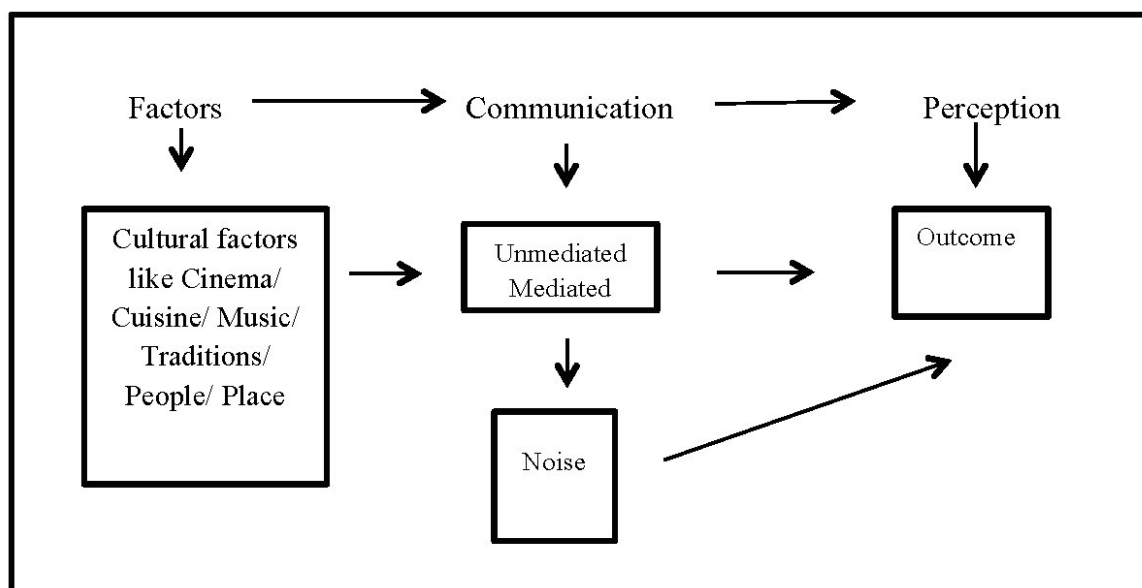 Factors
Communication
Perception
Cultural factors
like Cinema/
Cuisine/ Music/
Traditions/
People/ Place
Unmediated
Mediated
Outcome
Noise